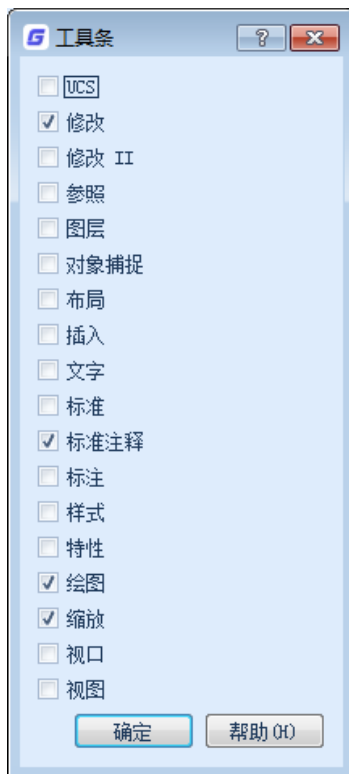 工具条
UCS
修改
修改 II
参照
图层
对象捕捉
布局
插入
文字
标准
标准注释
标注
样式
特性
绘图
缩放
视口
视图
确定 帮助(H)